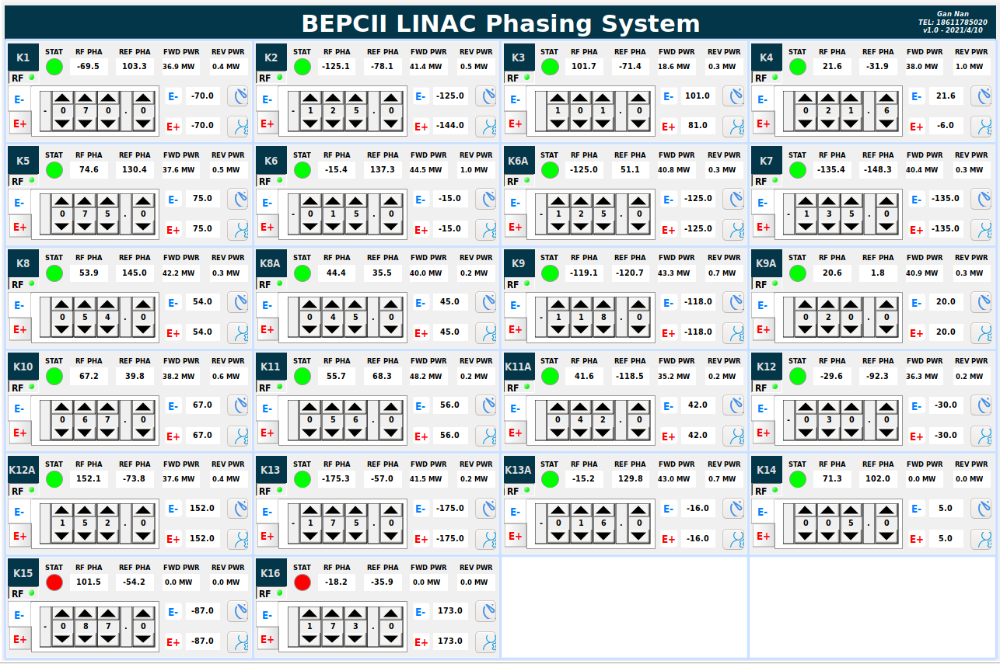 BEPCII LINAC Phasing System
Gan Nan
TEL: 18611785020
v1.0 - 2021/4/10
K1 STAT RF PHA REF PHA FWD PWR REV PWR K2 STAT RF PHA REF PHA FWD PWR REV PWR K3 STAT RF PHA REF PHA FWD PWR REV PWR K4 STAT RF PHA REF PHA FWD PWR REV PWR
-69.5 103.3 36.9 MW 0.4 MW -125.1 -78.1 41.4 MW 0.5 MW 101.7 -71.4 18.6 MW 0.3 MW 21.6 -31.9 38.0 MW 1.0 MW
RF RF RF RF
E- E- -70.0 E- E- -125.0 E- E- 101.0 E- E- 21.6
- 0 7 0 . 0 - 1 2 5 . 0 1 0 1 . 0 0 2 1 . 6
E+ E+ -70.0 E+ E+ -144.0 E+ E+ 81.0 E+ E+ -6.0
K5 STAT RF PHA REF PHA FWD PWR REV PWR K6 STAT RF PHA REF PHA FWD PWR REV PWR K6A STAT RF PHA REF PHA FWD PWR REV PWR K7 STAT RF PHA REF PHA FWD PWR REV PWR
74.6 130.4 37.6 MW 0.5 MW -15.4 137.3 44.5 MW 1.0 MW -125.0 51.1 40.8 MW 0.3 MW -135.4 -148.3 40.4 MW 0.3 MW
RF RF RF RF
E- E- 75.0 E- E- -15.0 E- E- -125.0 E- E- -135.0
0 7 5 . 0 - 0 1 5 . 0 - 1 2 5 . 0 - 1 3 5 . 0
E+ E+ 75.0 E+ E+ -15.0 E+ E+ -125.0 E+ E+ -135.0
K8 STAT RF PHA REF PHA FWD PWR REV PWR K8A STAT RF PHA REF PHA FWD PWR REV PWR K9 STAT RF PHA REF PHA FWD PWR REV PWR K9A STAT RF PHA REF PHA FWD PWR REV PWR
53.9 145.0 42.2 MW 0.3 MW 44.4 35.5 40.0 MW 0.2 MW -119.1 -120.7 43.3 MW 0.7 MW 20.6 1.8 40.9 MW 0.3 MW
RF RF RF RF
E- E- 54.0 E- E- 45.0 E- E- -118.0 E- E- 20.0
0 5 4 . 0 0 4 5 . 0 - 1 1 8 . 0 0 2 0 . 0
E+ E+ 54.0 E+ E+ 45.0 E+ E+ -118.0 E+ E+ 20.0
K10 STAT RF PHA REF PHA FWD PWR REV PWR K11 STAT RF PHA REF PHA FWD PWR REV PWR K11A STAT RF PHA REF PHA FWD PWR REV PWR K12 STAT RF PHA REF PHA FWD PWR REV PWR
67.2 39.8 38.2 MW 0.6 MW 55.7 68.3 48.2 MW 0.2 MW 41.6 -118.5 35.2 MW 0.2 MW -29.6 -92.3 36.3 MW 0.2 MW
RF RF RF RF
E- E- 67.0 E- E- 56.0 E- E- 42.0 E- E- -30.0
0 6 7 . 0 0 5 6 . 0 0 4 2 . 0 - 0 3 0 . 0
E+ E+ 67.0 E+ E+ 56.0 E+ E+ 42.0 E+ E+ -30.0
K12A STAT RF PHA REF PHA FWD PWR REV PWR K13 STAT RF PHA REF PHA FWD PWR REV PWR K13A STAT RF PHA REF PHA FWD PWR REV PWR K14 STAT RF PHA REF PHA FWD PWR REV PWR
152.1 -73.8 37.6 MW 0.4 MW -175.3 -57.0 41.5 MW 0.2 MW -15.2 129.8 43.0 MW 0.7 MW 71.3 102.0 0.0 MW 0.0 MW
RF RF RF RF
E- E- 152.0 E- E- -175.0 E- E- -16.0 E- E- 5.0
1 5 2 . 0 - 1 7 5 . 0 - 0 1 6 . 0 0 0 5 . 0
E+ E+ 152.0 E+ E+ -175.0 E+ E+ -16.0 E+ E+ 5.0
K15 STAT RF PHA REF PHA FWD PWR REV PWR K16 STAT RF PHA REF PHA FWD PWR REV PWR
101.5 -54.2 0.0 MW 0.0 MW -18.2 -35.9 0.0 MW 0.0 MW
RF RF
E- E- -87.0 E- E- 173.0
- 0 8 7 . 0 1 7 3 . 0
E+ E+ -87.0 E+ E+ 173.0